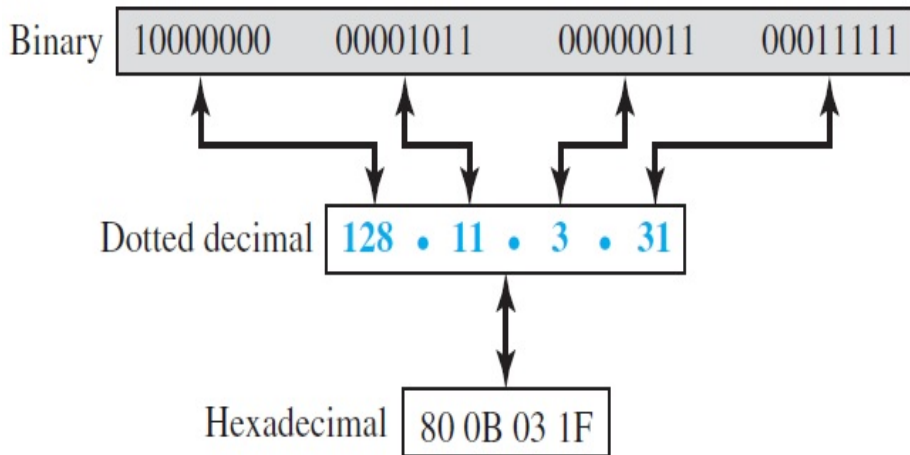 Binary 10000000 00001011 00000011 00011111
Dotted decimal 128 • 11 • 3 • 31
Hexadecimal 80 0B 03 1F